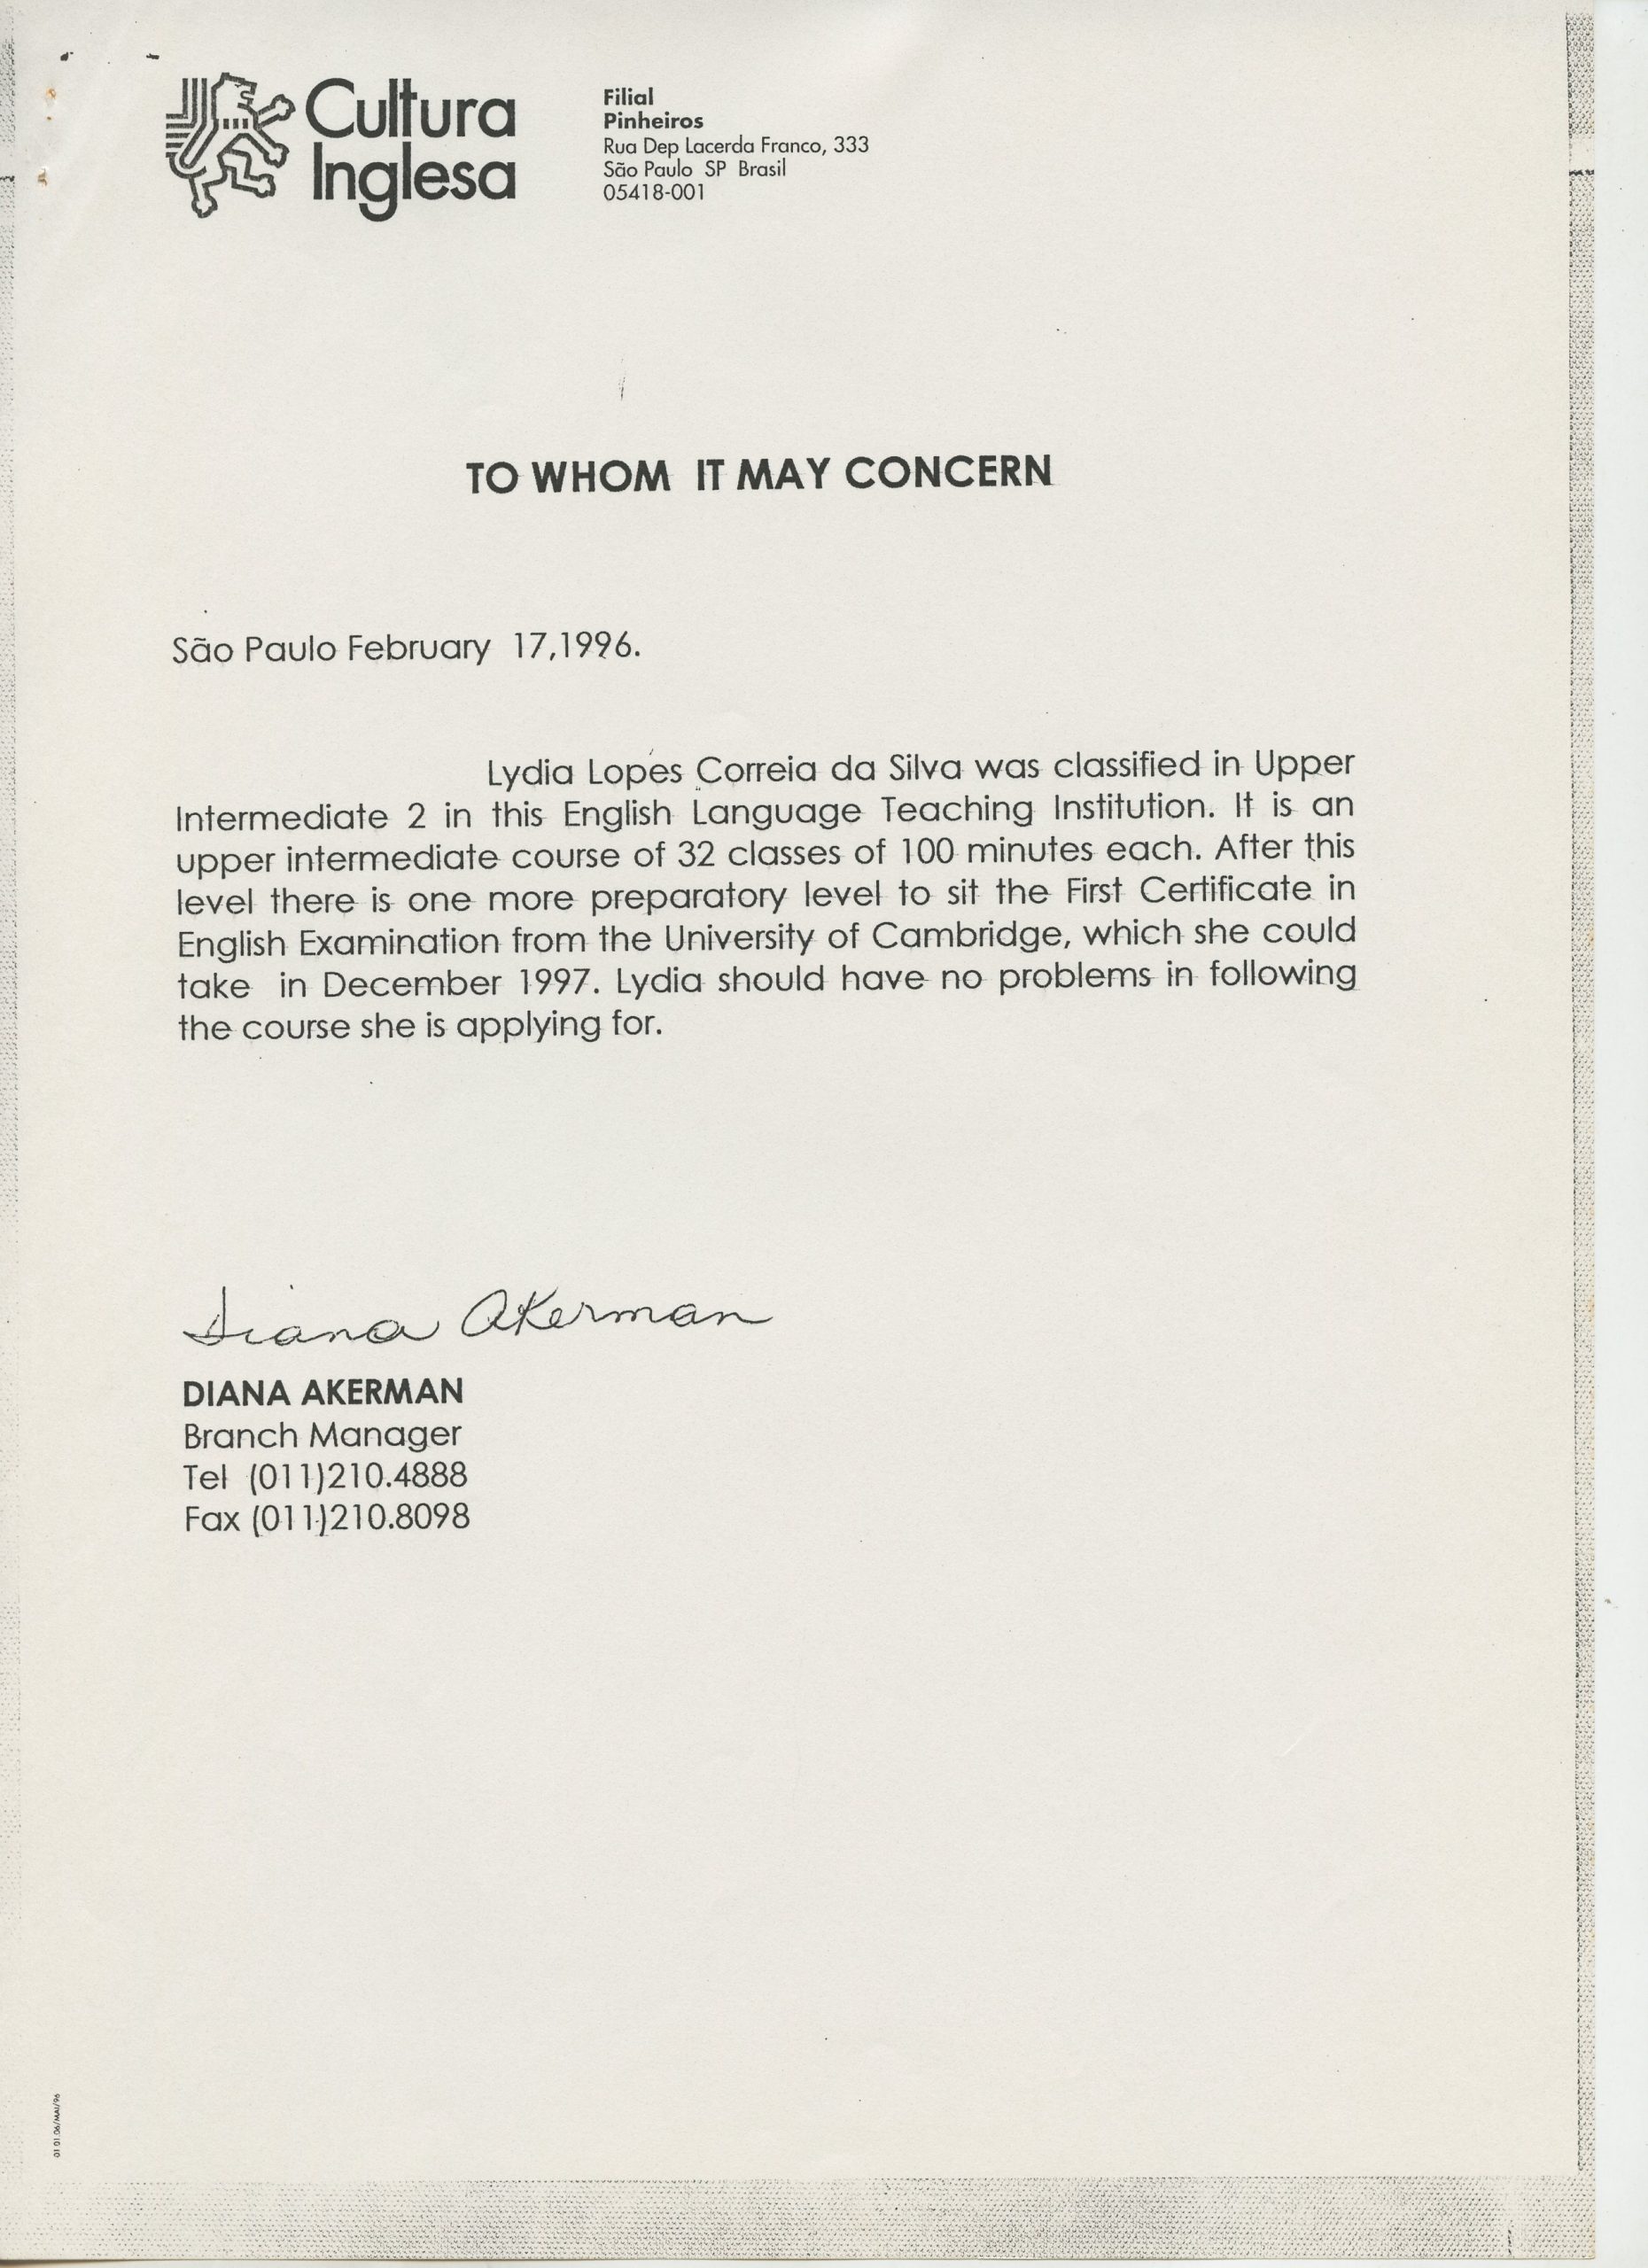 Cultura
Inglesa
Filial
Pinheiros
Rua Dep Lacerda Franco, 333
São Paulo SP Brasil
05418-001
TO WHOM IT MAY CONCERN
São Paulo February 17,1996.
Lydia Lopes Correia da Silva was classified in Upper
Intermediate 2 in this English Language Teaching Institution. It is an
upper intermediate course of 32 classes of 100 minutes each. After this
level there is one more preparatory level to sit the First Certificate in
English Examination from the University of Cambridge, which she could
take in December 1997. Lydia should have no problems in following
the course she is applying for.
Diana Akerman
DIANA AKERMAN
Branch Manager
Tel (011)210.4888
Fax (011)210.8098
01 01.06/MAI/96